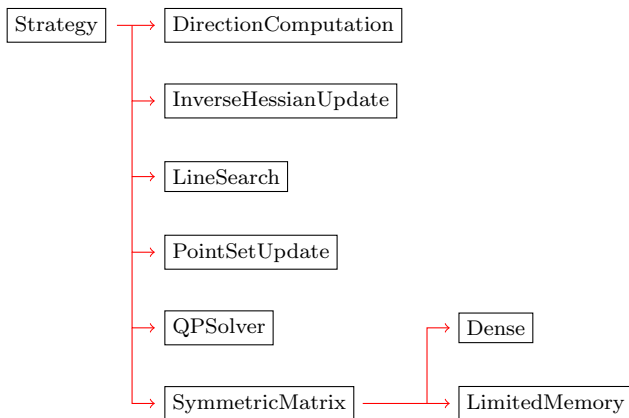 Strategy
DirectionComputation
InverseHessianUpdate
LineSearch
PointSetUpdate
QPSolver
Dense
SymmetricMatrix
LimitedMemory